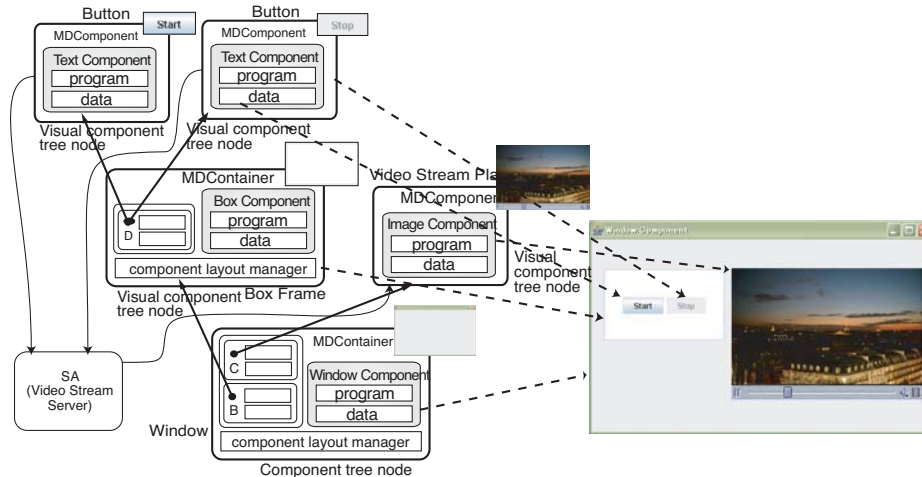 Button
Start
MDComponent
Text Component
program
data
Visual component
tree node
Button
Stop
MDComponent
Text Component
program
data
Visual component
tree node
MDContainer
Box Component
program
data
D
component layout manager
Visual component
tree node
Box Frame
Video Stream Pla
MDComponent
Image Component
program
data
Visual
component
tree node
SA
(Video Stream
Server)
MDContainer
C
B
Window Component
program
data
Window
component layout manager
Component tree node
Window Component
Start
Stop